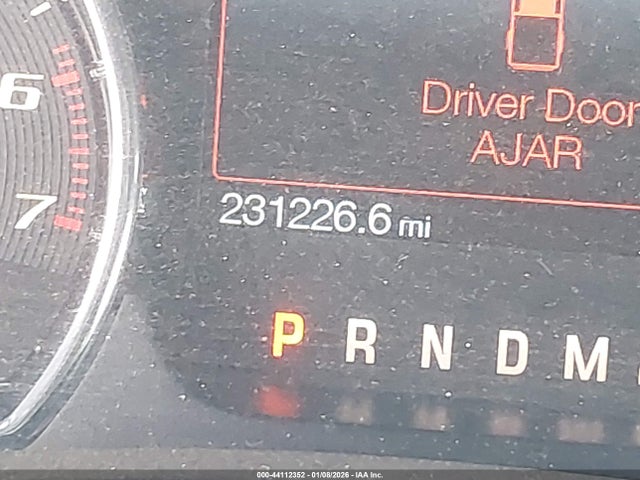 6
7
Driver Door
AJAR
231226.6 mi
P R N D M
000-44112352 - 01/08/2026 - IAA Inc.